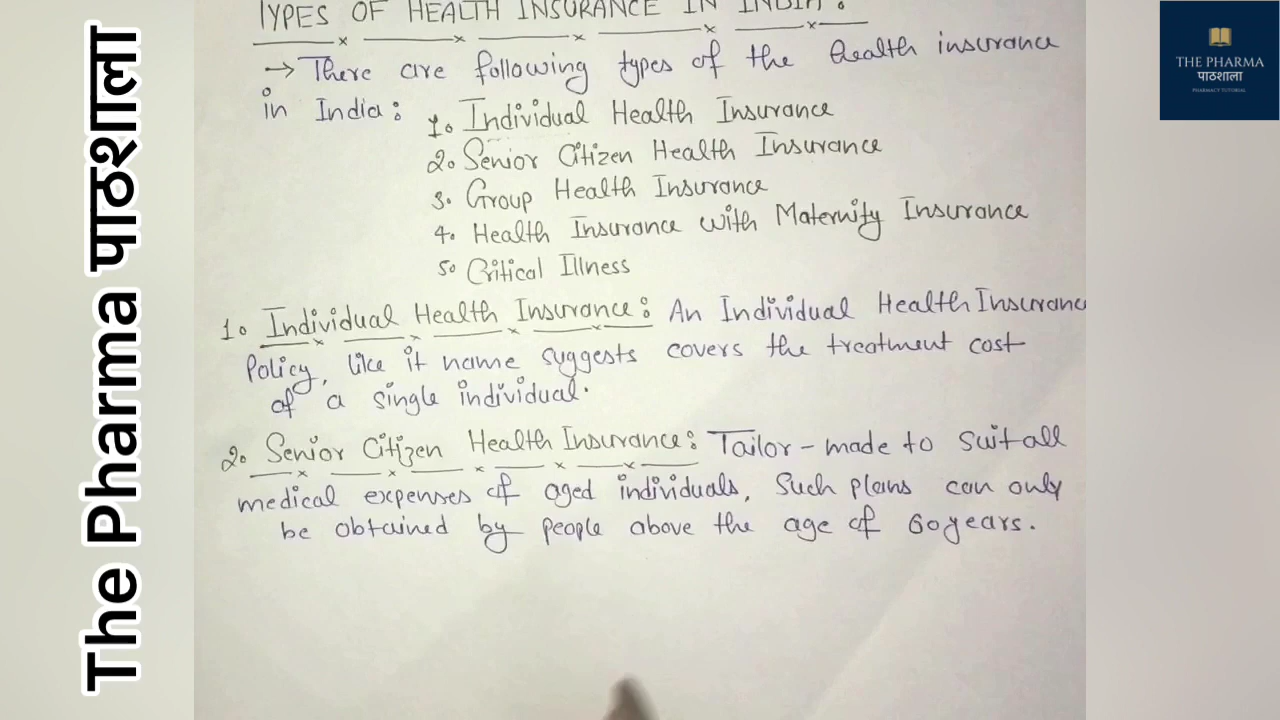 TYPES OF HEALTH INSURANCE IN INDIA:
→ There are following types of the health insurance
in India:
1. Individual Health Insurance
2. Senior Citizen Health Insurance
3. Group Health Insurance
4. Health Insurance with Maternity Insurance
5. Critical Illness
1. Individual Health Insurance: An Individual Health Insuranc
Policy, like it name suggests covers the treatment cost
of a single individual.
2. Senior Citizen Health Insurance: Tailor-made to suit all
medical expenses of aged individuals, Such plans can only
be obtained by people above the age of 60 years.
The Pharma पाठशाला
THE PHARMA
पाठशाला
PHARMACY TUTORIAL